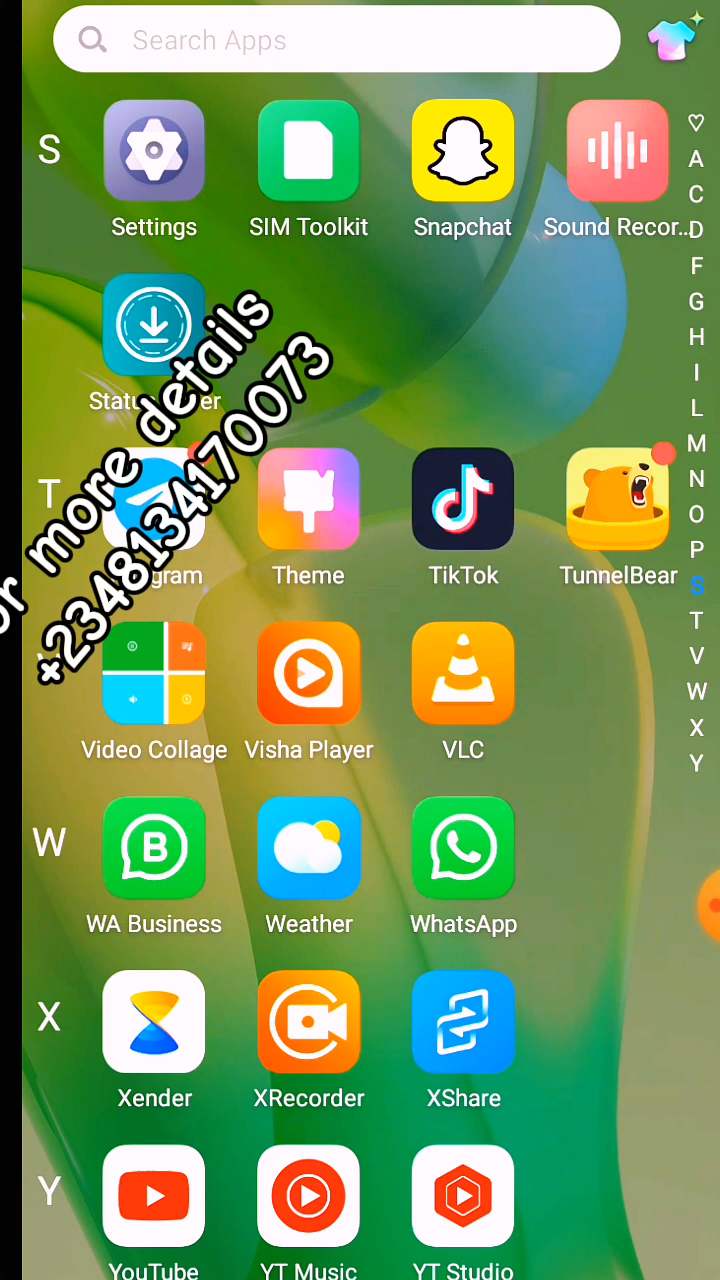 Search Apps
S
Settings
SIM Toolkit
Snapchat
Sound Recor...
♡
A
C
D
F
G
H
I
L
M
N
O
P
S
T
V
W
X
Y
more details
+2348134170073
T
Theme
TikTok
TunnelBear
Video Collage
Visha Player
VLC
W
B
WA Business
Weather
WhatsApp
X
Xender
XRecorder
XShare
Y
YouTube
YT Music
YT Studio